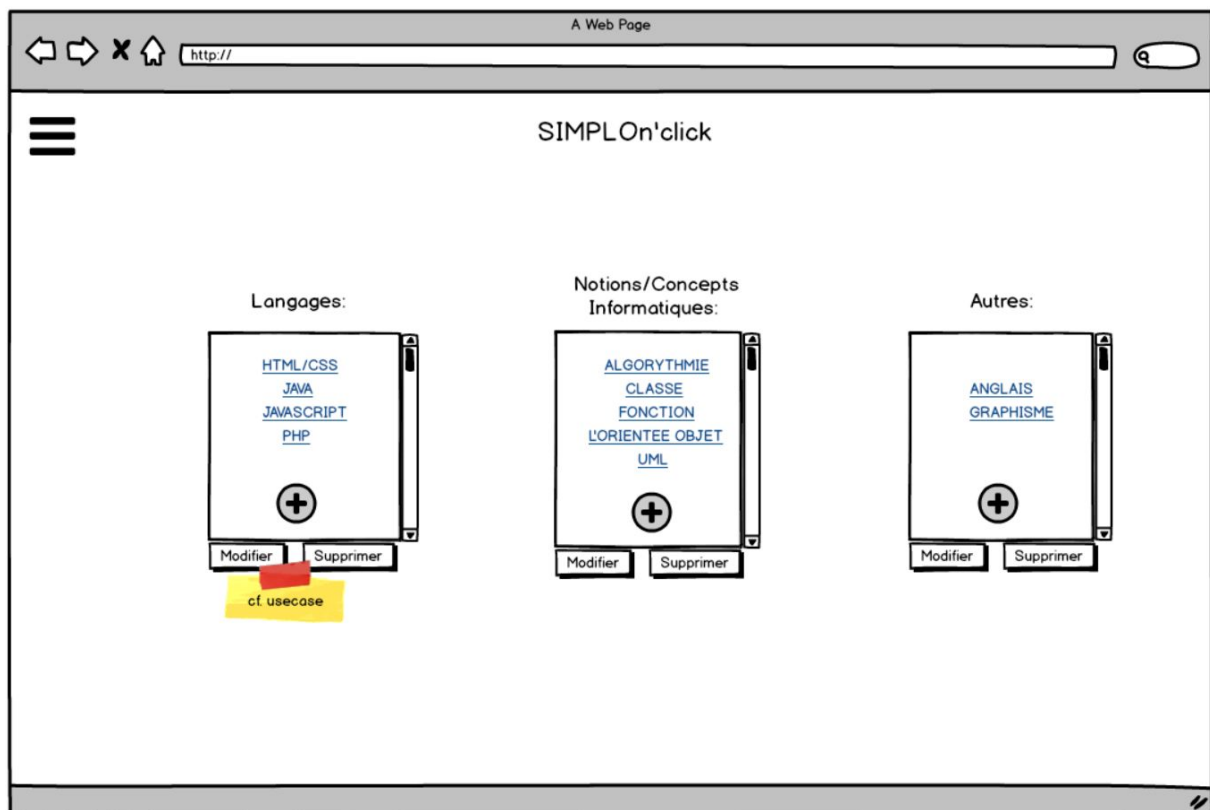 A Web Page
http://
SIMPLOn'click
Langages:
HTML/CSS
JAVA
JAVASCRIPT
PHP
Modifier
Supprimer
cf. usecase
Notions/Concepts
Informatiques:
ALGORYTHMIE
CLASSE
FONCTION
L'ORIENTEE OBJET
UML
Modifier
Supprimer
Autres:
ANGLAIS
GRAPHISME
Modifier
Supprimer